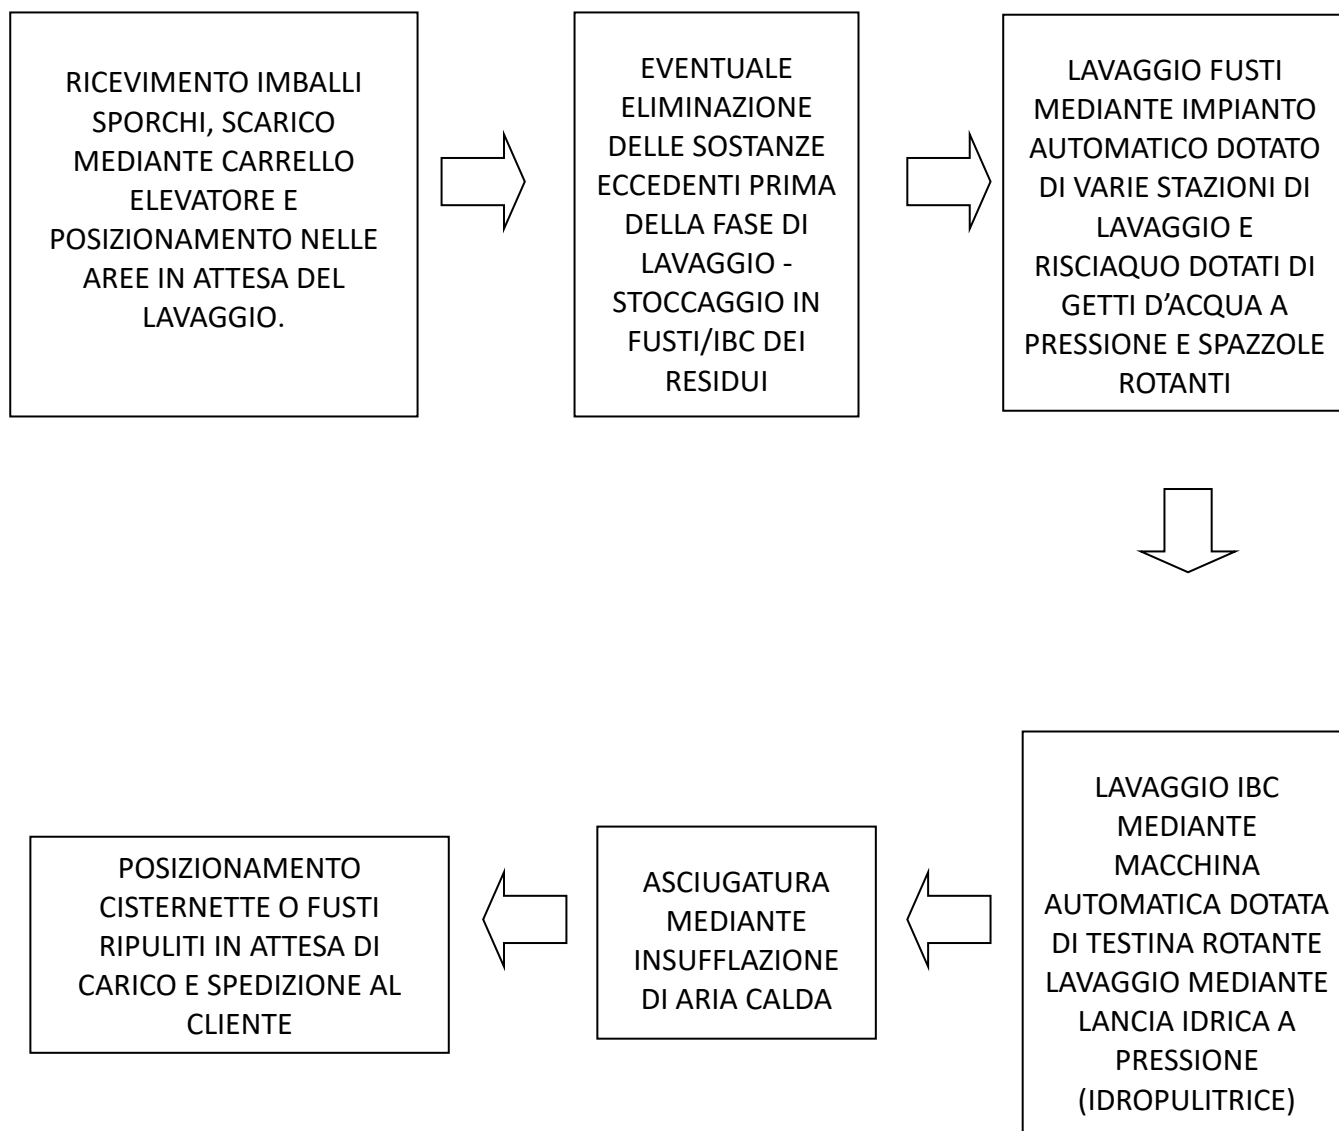 RICEVIMENTO IMBALLI
SPORCHI, SCARICO
MEDIANTE CARRELLO
ELEVATORE E
POSIZIONAMENTO NELLE
AREE IN ATTESA DEL
LAVAGGIO.
EVENTUALE
ELIMINAZIONE
DELLE SOSTANZE
ECCEDENTI PRIMA
DELLA FASE DI
LAVAGGIO -
STOCCAGGIO IN
FUSTI/IBC DEI
RESIDUI
LAVAGGIO FUSTI
MEDIANTE IMPIANTO
AUTOMATICO DOTATO
DI VARIE STAZIONI DI
LAVAGGIO E
RISCIAQUO DOTATI DI
GETTI D’ACQUA A
PRESSIONE E SPAZZOLE
ROTANTI
LAVAGGIO IBC
MEDIANTE
MACCHINA
AUTOMATICA DOTATA
DI TESTINA ROTANTE
LAVAGGIO MEDIANTE
LANCIA IDRICA A
PRESSIONE
(IDROPULITRICE)
ASCIUGATURA
MEDIANTE
INSUFFLAZIONE
DI ARIA CALDA
POSIZIONAMENTO
CISTERNETTE O FUSTI
RIPULITI IN ATTESA DI
CARICO E SPEDIZIONE AL
CLIENTE